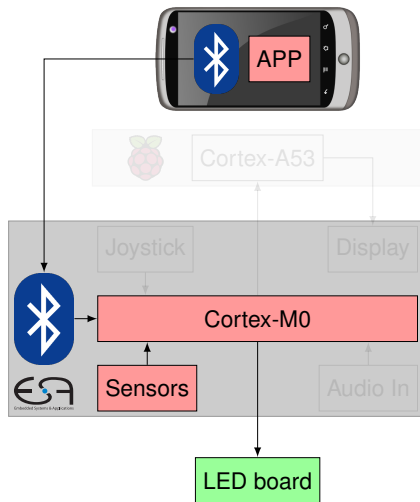 APP
Cortex-A53
Joystick
Display
Cortex-M0
Sensors
Audio In
ESA
Embedded Systems & Applications
LED board